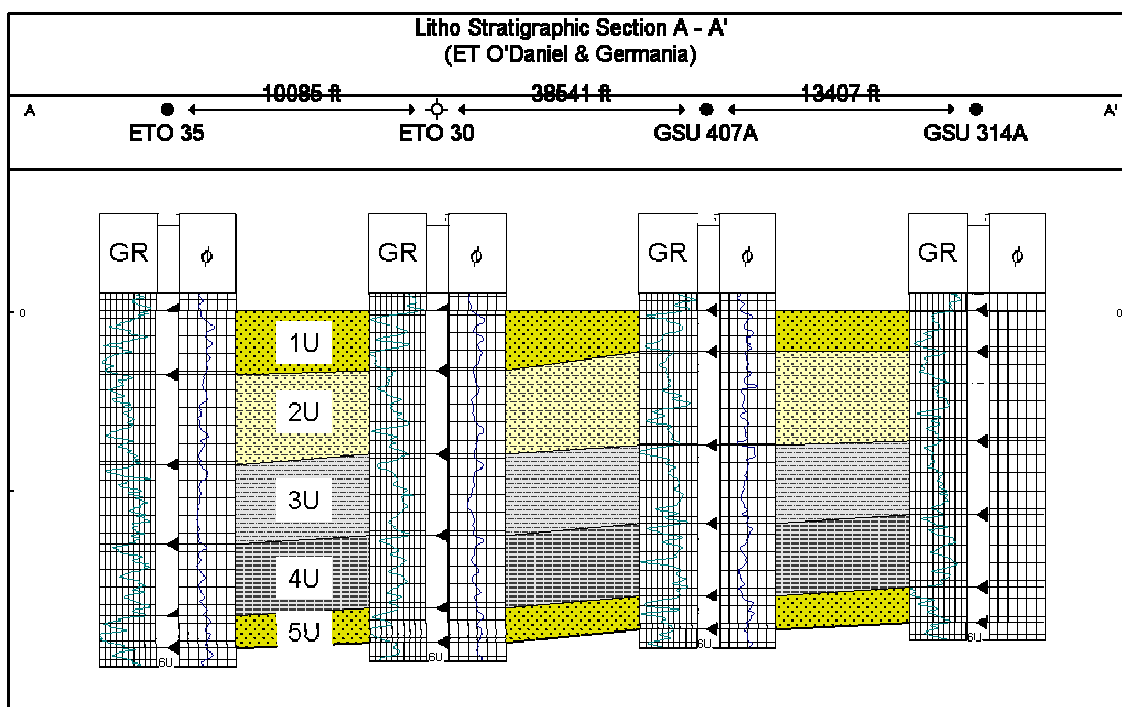 Litho Stratigraphic Section A - A'
(ET O'Daniel & Germania)
10085 ft 38541 ft 13407 ft
A A'
ETO 35 ETO 30 GSU 407A GSU 314A
GR ϕ GR ϕ GR ϕ GR ϕ
0 0
1U
2U
3U
4U
5U
6U 6U 6U 6U